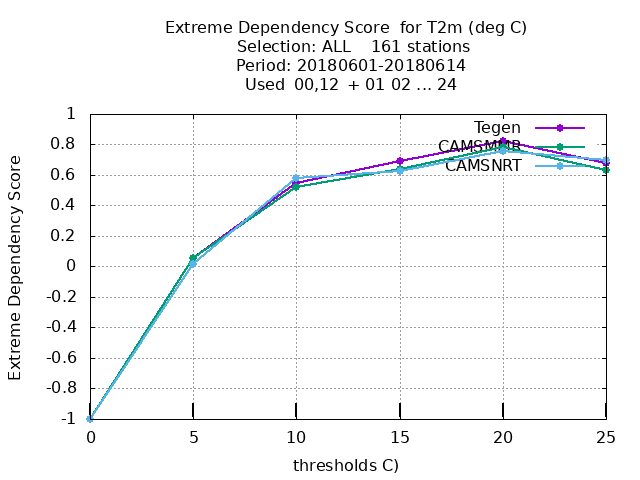 Extreme Dependency Score  for T2m (deg C)
Selection: ALL    161 stations
Period: 20180601-20180614
Used  00,12  + 01 02 ... 24
Extreme Dependency Score
1
0.8
0.6
0.4
0.2
0
-0.2
-0.4
-0.6
-0.8
-1
Tegen
CAMSNRT
0
5
10
15
20
25
thresholds C)